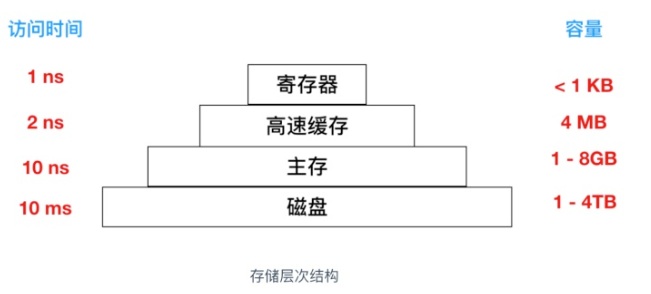 访问时间 容量
1 ns 寄存器 < 1 KB
2 ns 高速缓存 4 MB
10 ns 主存 1 - 8GB
10 ms 磁盘 1 - 4TB
存储层次结构